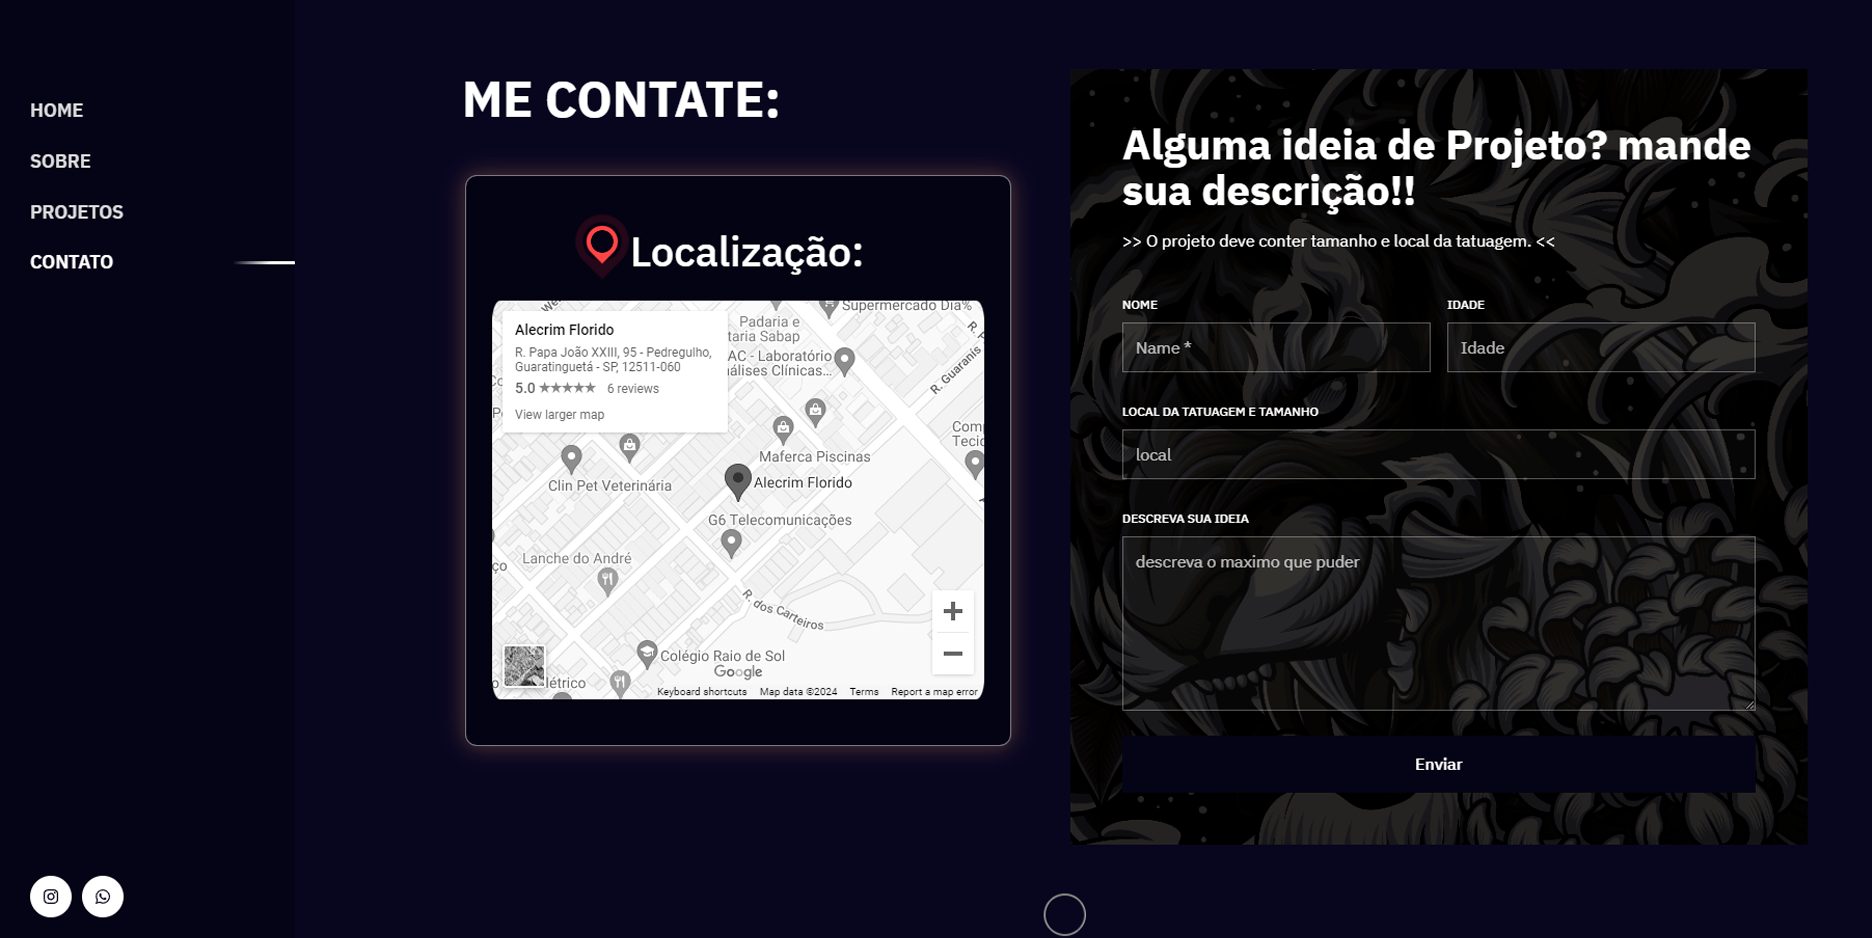 HOME
SOBRE
PROJETOS
CONTATO
ME CONTATE:
Localização:
Alecrim Florido
R. Papa João XXIII, 95 - Pedregulho,
Guaratinguetá - SP, 12511-060
5.0 ★★★★★ 6 reviews
View larger map
Supermercado Dia%
Padaria e
taria Sabap
AC - Laboratório
álises Clínicas...
R. Guaranis
Comp
Tecid
Maferca Piscinas
Clin Pet Veterinária
Alecrim Florido
G6 Telecomunicações
Lanche do André
ço
R. dos Carteiros
Colégio Raio de Sol
létrico
Google
Keyboard shortcuts Map data ©2024 Terms Report a map error
Alguma ideia de Projeto? mande
sua descrição!!
>> O projeto deve conter tamanho e local da tatuagem. <<
NOME IDADE
Name * Idade
LOCAL DA TATUAGEM E TAMANHO
local
DESCREVA SUA IDEIA
descreva o maximo que puder
Enviar